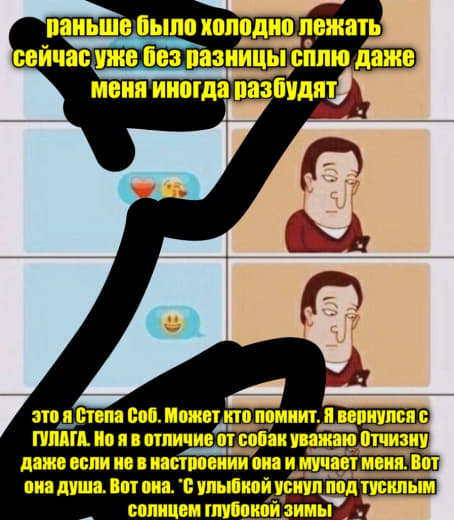 раньше было холодно лежать
сейчас уже без разницы сплю даже
меня иногда разбудят
это я Степа Соб. Может кто помнит. Я вернулся с
ГУЛАГА. Но я в отличие от собак уважаю Отчизну
даже если не в настроении она и мучает меня. Вот
она душа. Вот она. *С улыбкой уснул под тусклым
солнцем глубокой зимы